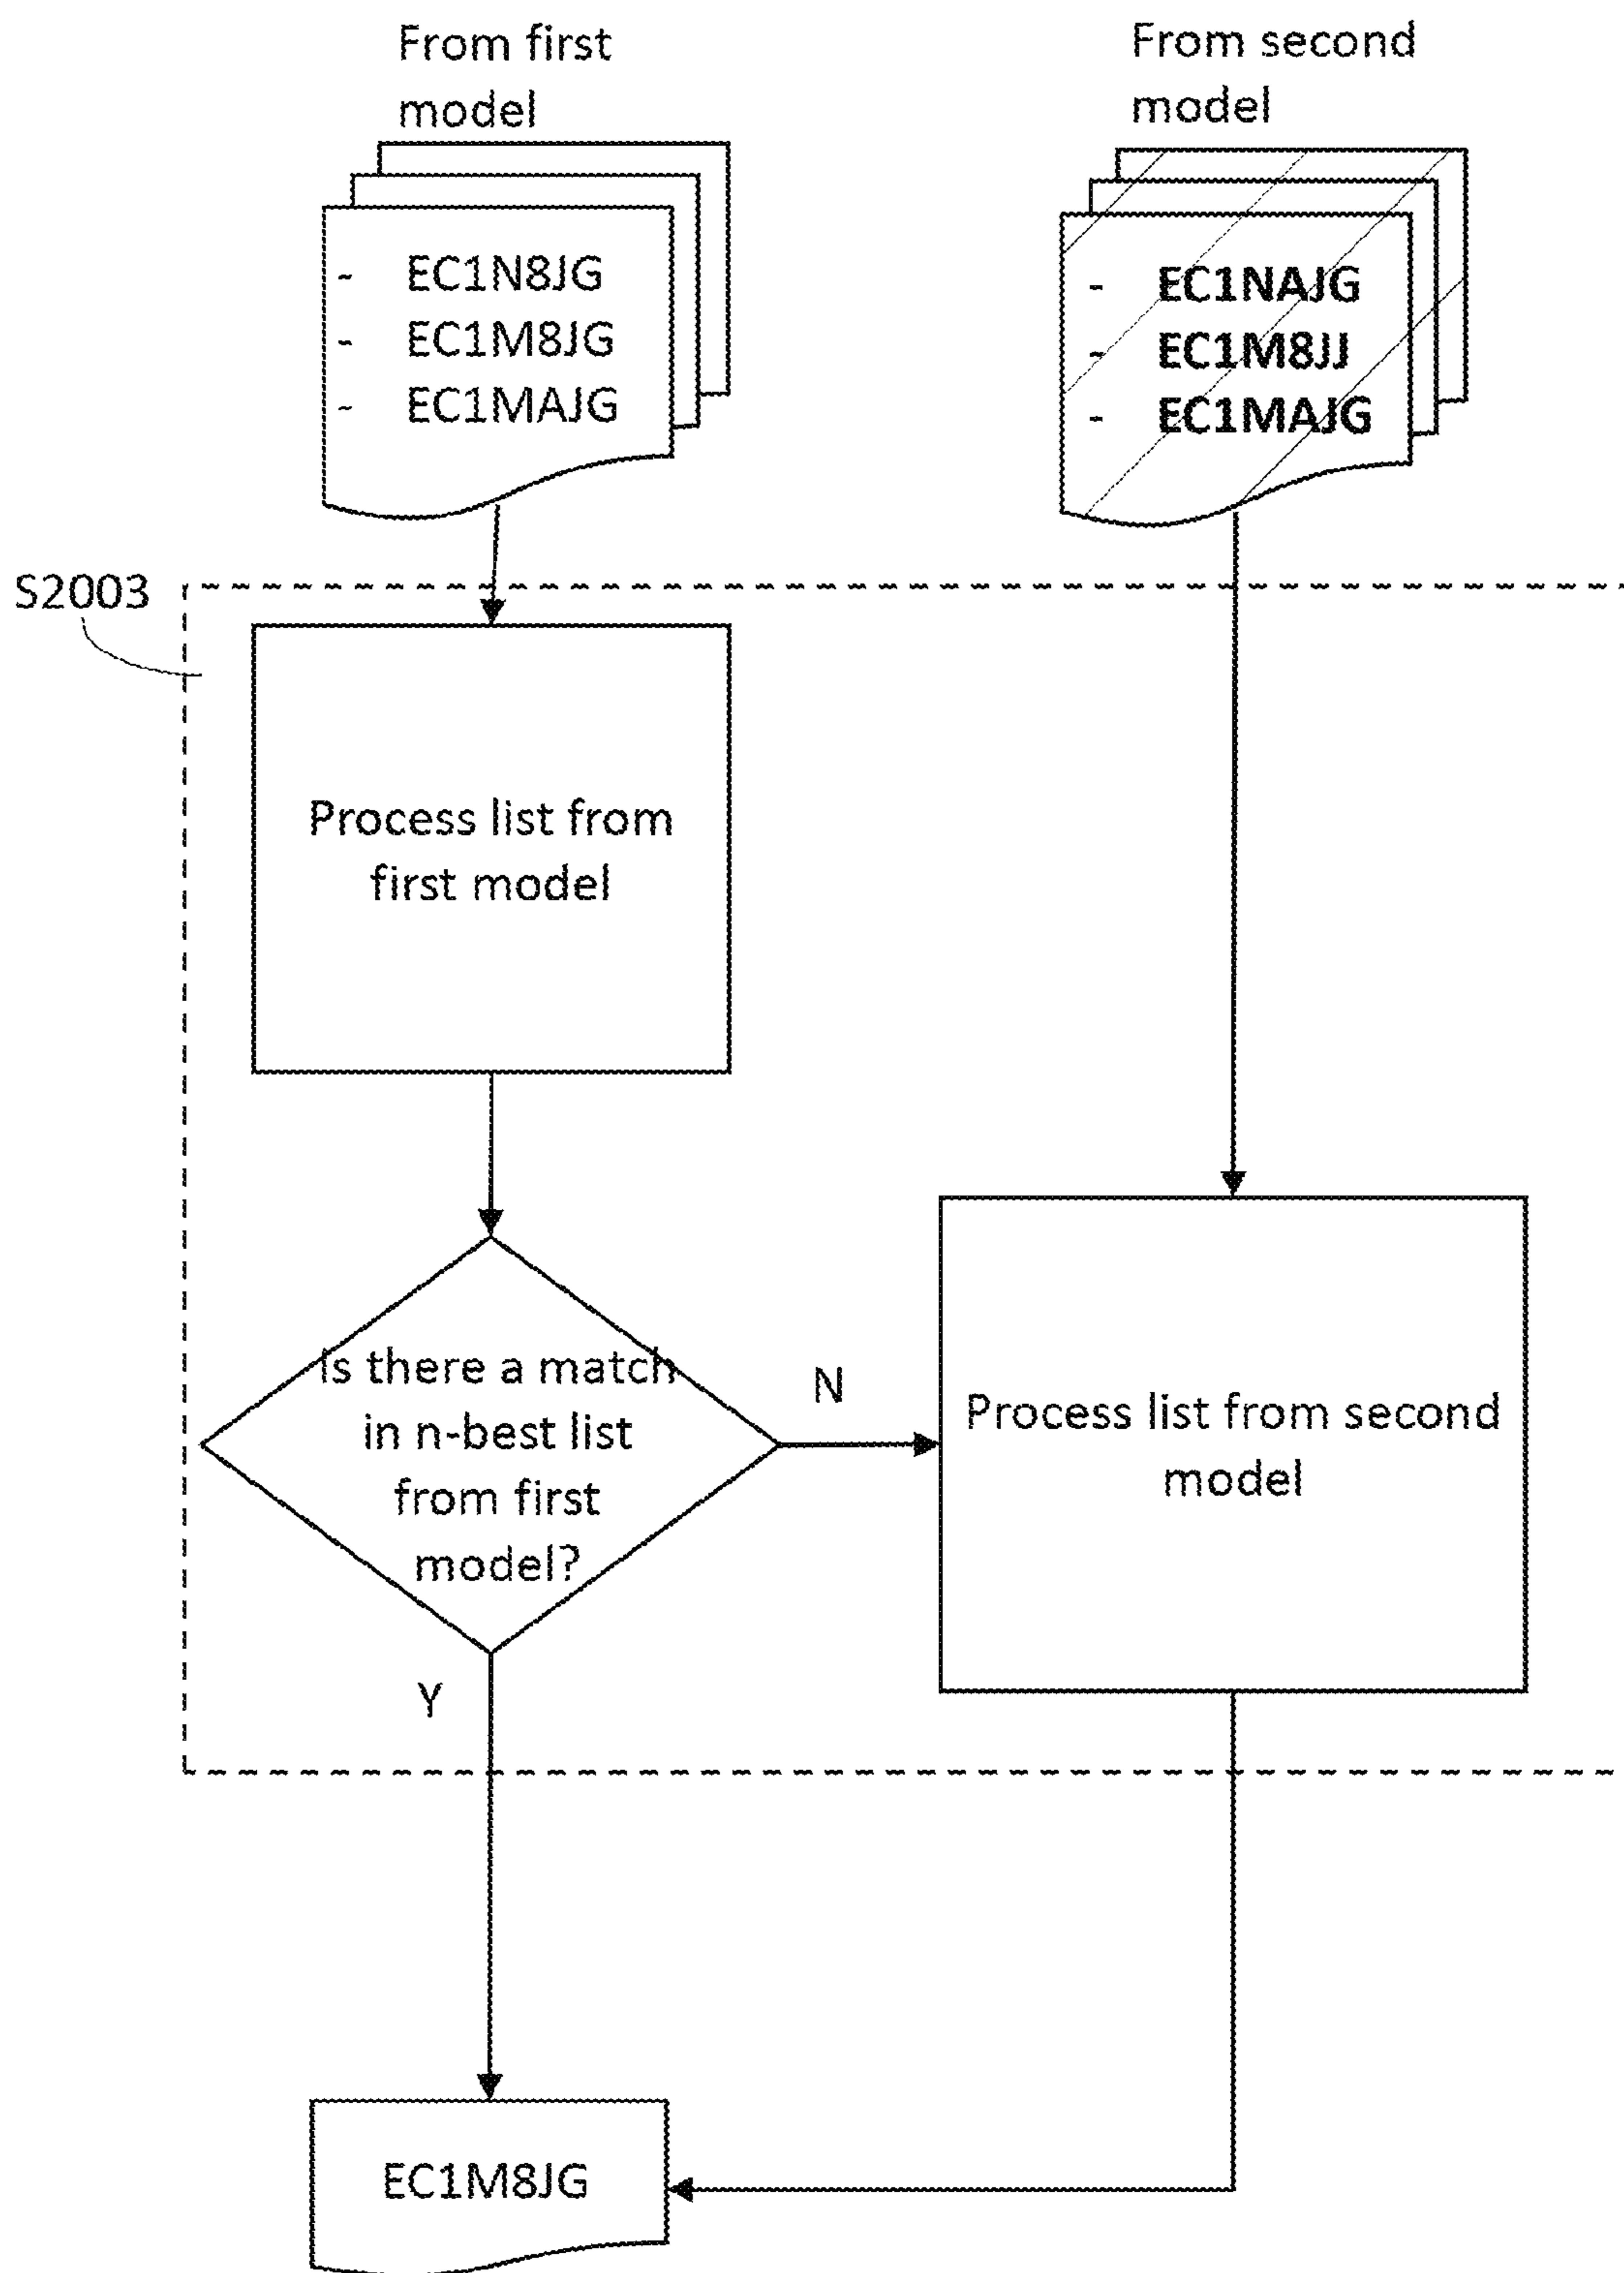 From first
model
From second
model
- EC1N8JG
- EC1M8JG
- EC1MAJG
- EC1NAJG
- EC1M8JJ
- EC1MAJG
S2003
Process list from
first model
Is there a match
in n-best list
from first
model?
N
Process list from second
model
Y
EC1M8JG